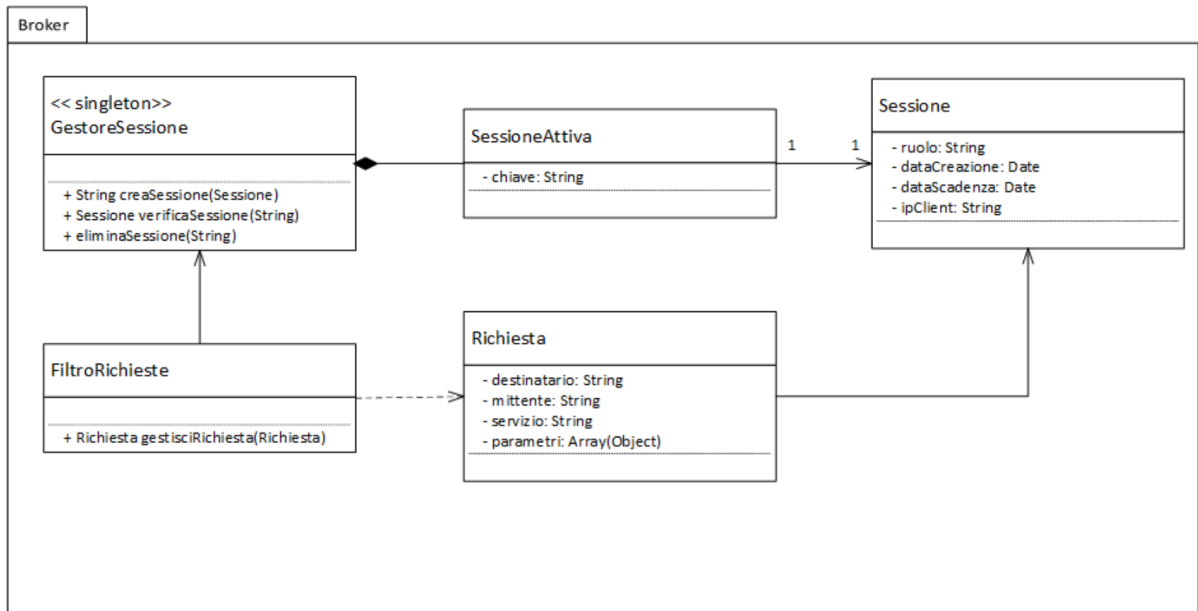 Broker
<< singleton>>
GestoreSessione
+ String creaSessione(Sessione)
+ Sessione verificaSessione(String)
+ eliminaSessione(String)
SessioneAttiva
- chiave: String
1
1
Sessione
- ruolo: String
- dataCreazione: Date
- dataScadenza: Date
- ipClient: String
FiltroRichieste
+ Richiesta gestisciRichiesta(Richiesta)
Richiesta
- destinatario: String
- mittente: String
- servizio: String
- parametri: Array(Object)